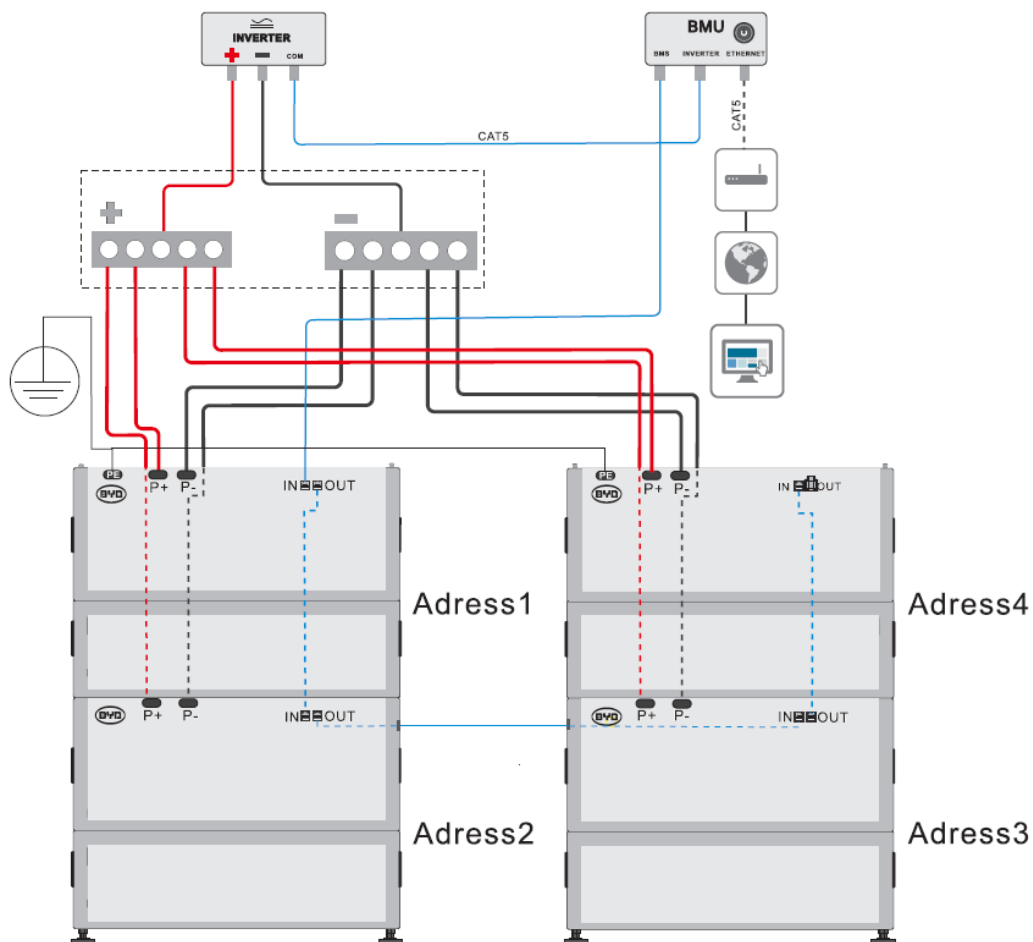 BMU
INVERTER
BMS INVERTER ETHERNET
COM
CAT5
CAT5
PE
BYD
P+
P-
IN OUT
PE
BYD
P+
P-
IN OUT
Adress1
Adress4
BYD
P+
P-
IN OUT
BYD
P+
P-
IN OUT
Adress2
Adress3